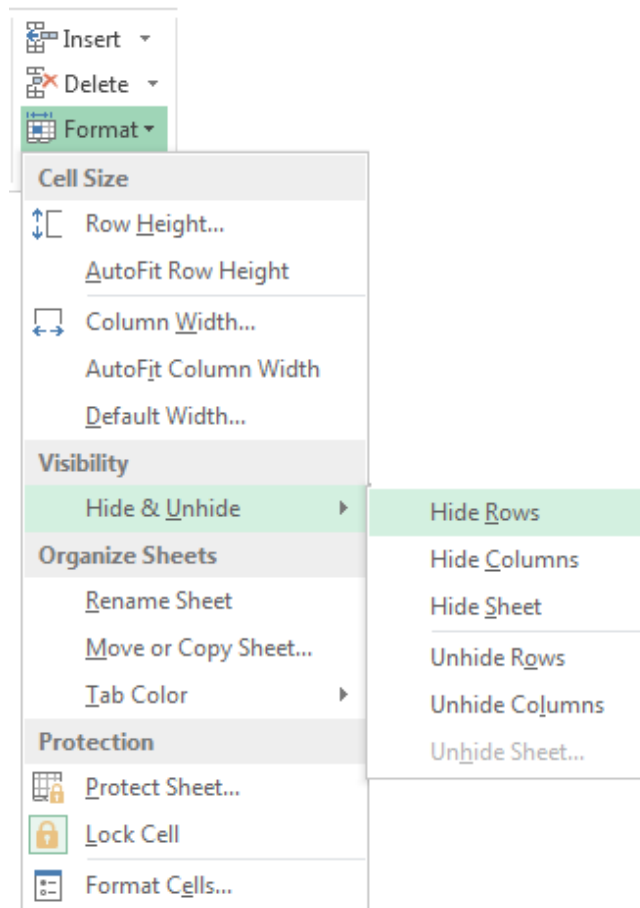 Insert
Delete
Format
Cell Size
Row Height...
AutoFit Row Height
Column Width...
AutoFit Column Width
Default Width...
Visibility
Hide & Unhide
Hide Rows
Hide Columns
Hide Sheet
Unhide Rows
Unhide Columns
Unhide Sheet...
Organize Sheets
Rename Sheet
Move or Copy Sheet...
Tab Color
Protection
Protect Sheet...
Lock Cell
Format Cells...